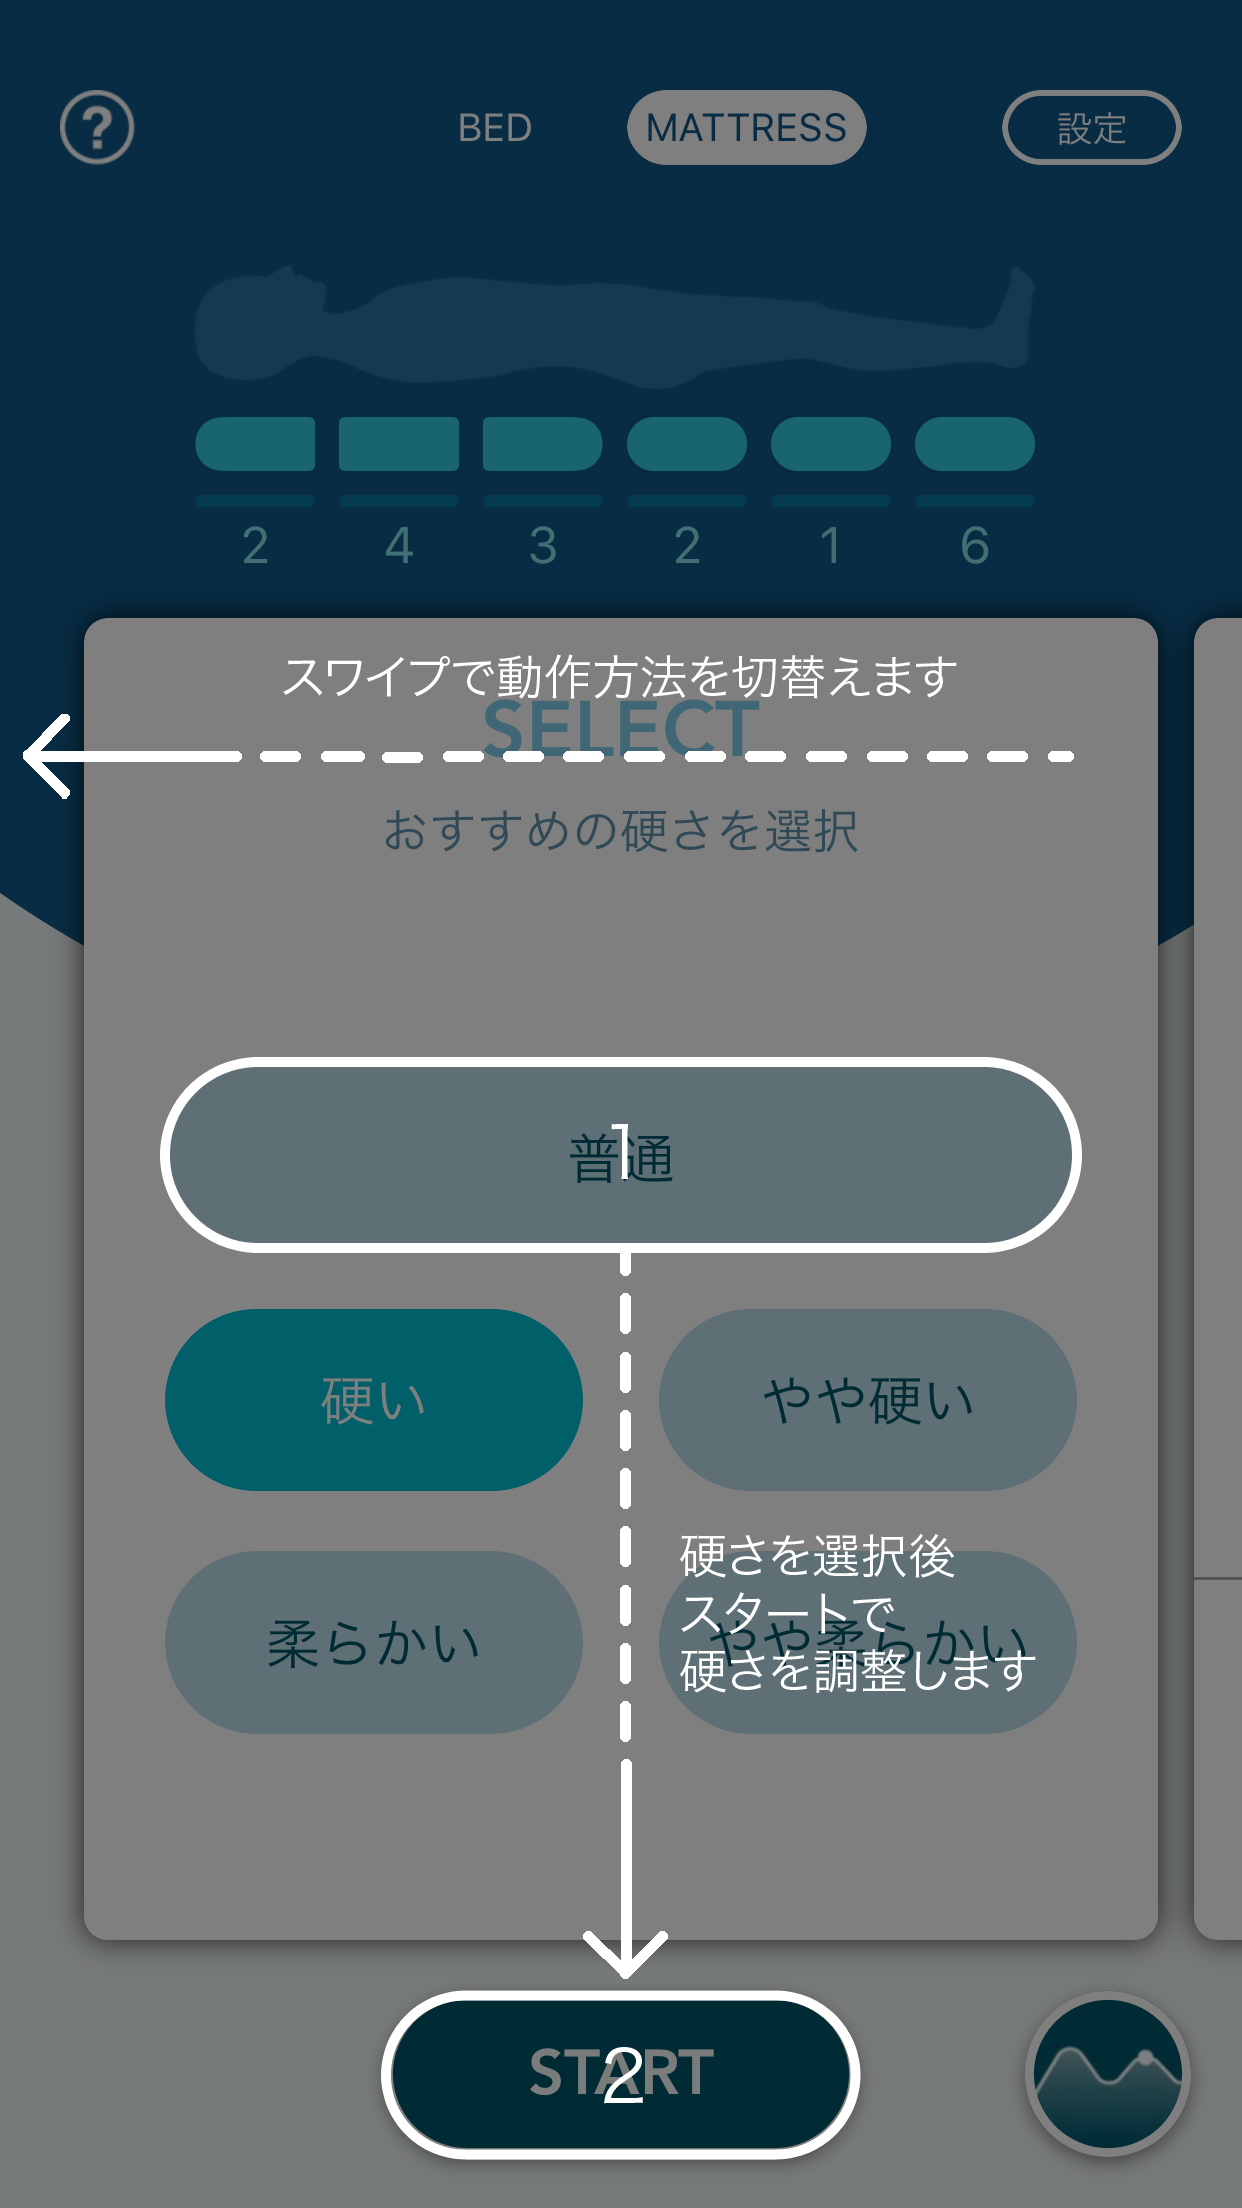 ?
BED
MATTRESS
設定
2 4 3 2 1 6
スワイプで動作方法を切替えます
SELECT
おすすめの硬さを選択
普通
1
硬い
やや硬い
硬さを選択後
スタートで
硬さを調整します
柔らかい
やや柔らかい
START
2